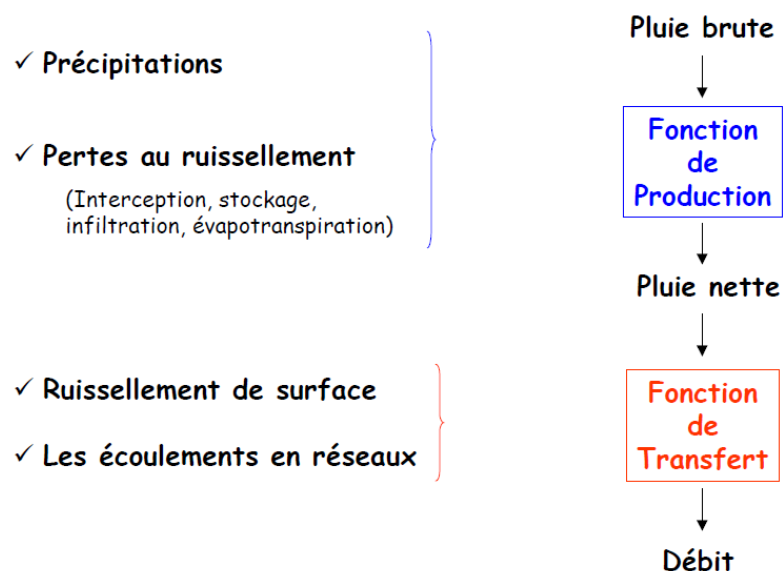 ✓ Précipitations
✓ Pertes au ruissellement
(Interception, stockage,
infiltration, évapotranspiration)
✓ Ruissellement de surface
✓ Les écoulements en réseaux
Pluie brute
Fonction
de
Production
Pluie nette
Fonction
de
Transfert
Débit